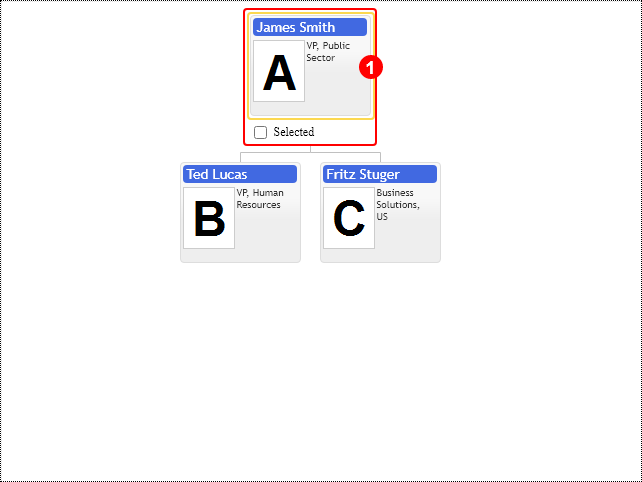 James Smith
A
VP, Public
Sector
1
Selected
Ted Lucas
B
VP, Human
Resources
Fritz Stuger
C
Business
Solutions,
US